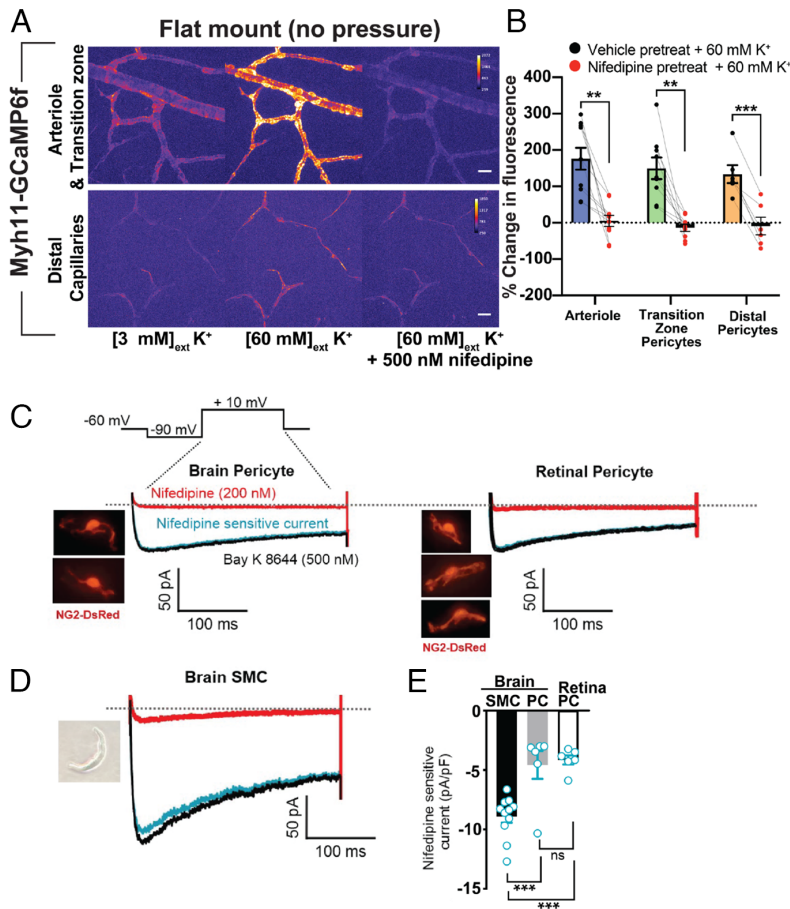 A
Flat mount (no pressure)
Myh11-GCaMP6f
Arteriole
& Transition zone
Distal
Capillaries
[3 mM]ext K+
[60 mM]ext K+
[60 mM]ext K+
+ 500 nM nifedipine
B
Vehicle pretreat + 60 mM K+
Nifedipine pretreat + 60 mM K+
% Change in fluorescence
400
300
200
100
0
-100
-200
**
**
***
Arteriole
Transition
Zone
Pericytes
Distal
Pericytes
C
+ 10 mV
-60 mV
-90 mV
Brain Pericyte
Nifedipine (200 nM)
Nifedipine sensitive current
Bay K 8644 (500 nM)
NG2-DsRed
50 pA
100 ms
Retinal Pericyte
NG2-DsRed
50 pA
100 ms
D
Brain SMC
50 pA
100 ms
E
Brain
Retina
SMC PC PC
Nifedipine sensitive
current (pA/pF)
0
-5
-10
-15
ns
***
***